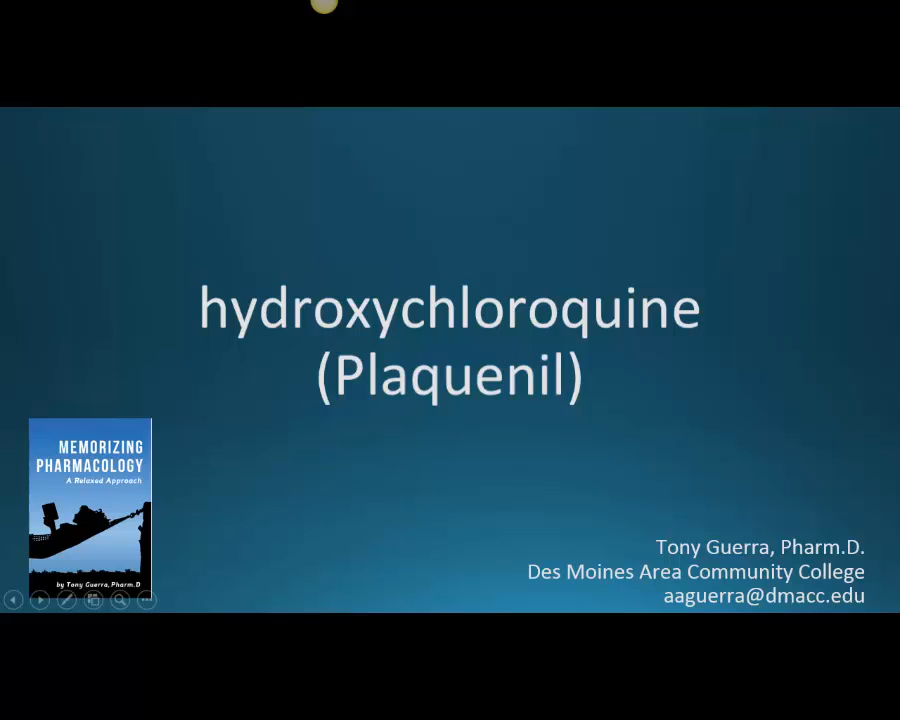 hydroxychloroquine
(Plaquenil)
MEMORIZING
PHARMACOLOGY
A Relaxed Approach
by Tony Guerra, Pharm.D
Tony Guerra, Pharm.D.
Des Moines Area Community College
aaguerra@dmacc.edu